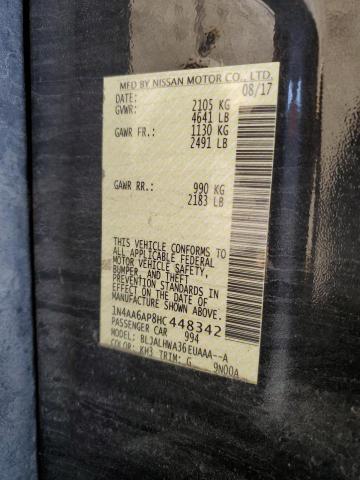 MFD BY NISSAN MOTOR CO., LTD.
DATE: 08/17
GVWR: 2105 KG
4641 LB
GAWR FR.: 1130 KG
2491 LB
GAWR RR.: 990 KG
2183 LB
THIS VEHICLE CONFORMS TO
ALL APPLICABLE FEDERAL
MOTOR VEHICLE SAFETY,
BUMPER, AND THEFT
PREVENTION STANDARDS IN
EFFECT ON THE DATE OF
MANUFACTURE SHOWN ABOVE.
1N4AA6AP8HC448342
PASSENGER CAR 994
MODEL: BLJALHWA36EUAAA--A
COLOR: KH3 TRIM: G 9N00A